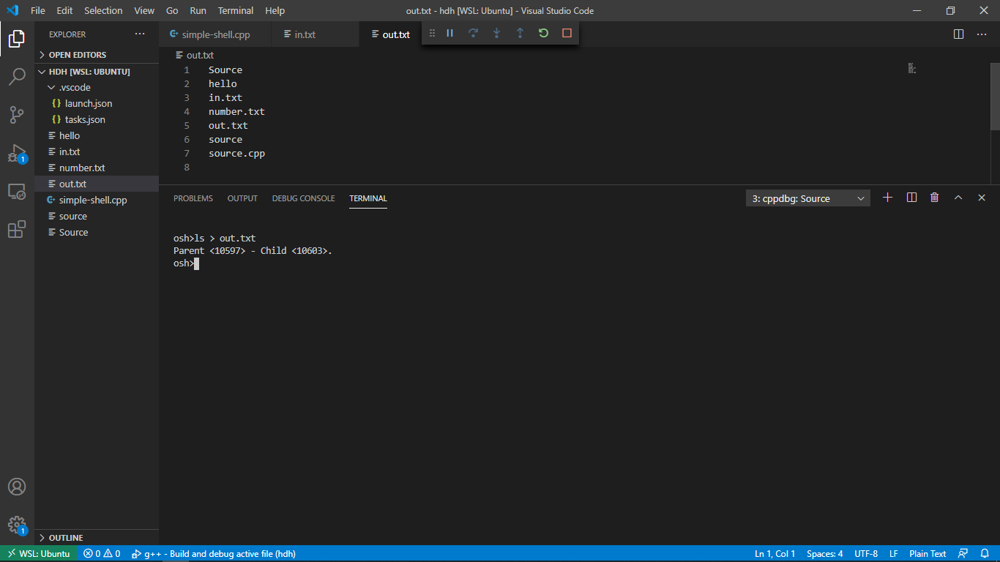 File Edit Selection View Go Run Terminal Help out.txt - hdh [WSL: Ubuntu] - Visual Studio Code
EXPLORER
OPEN EDITORS
HDH [WSL: UBUNTU]
.vscode
launch.json
tasks.json
hello
in.txt
number.txt
out.txt
simple-shell.cpp
source
Source
OUTLINE
simple-shell.cpp in.txt out.txt
out.txt
1 Source
2 hello
3 in.txt
4 number.txt
5 out.txt
6 source
7 source.cpp
8
PROBLEMS OUTPUT DEBUG CONSOLE TERMINAL 3: cppdbg: Source
osh>ls > out.txt
Parent <10597> - Child <10603>.
osh>
1
1
WSL: Ubuntu 0 0 g++ - Build and debug active file (hdh) Ln 1, Col 1 Spaces: 4 UTF-8 LF Plain Text